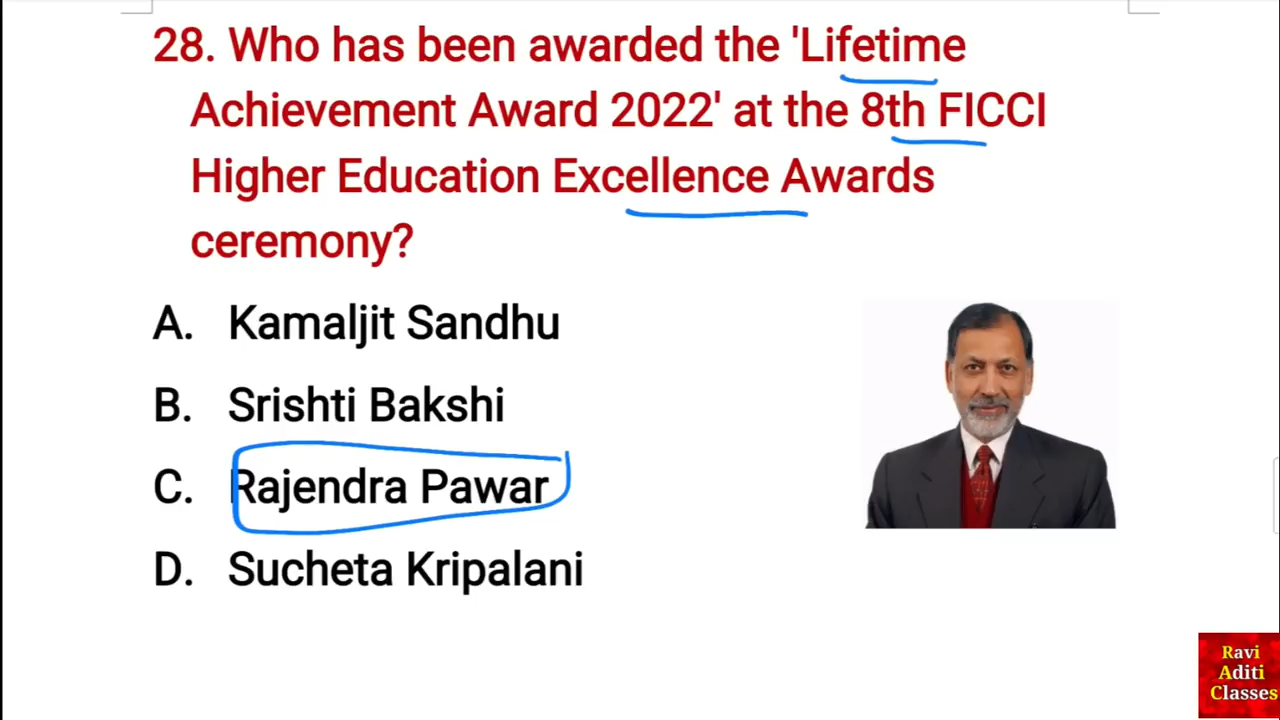 28. Who has been awarded the 'Lifetime
Achievement Award 2022' at the 8th FICCI
Higher Education Excellence Awards
ceremony?
A. Kamaljit Sandhu
B. Srishti Bakshi
C. Rajendra Pawar
D. Sucheta Kripalani
Ravi
Aditi
Classes